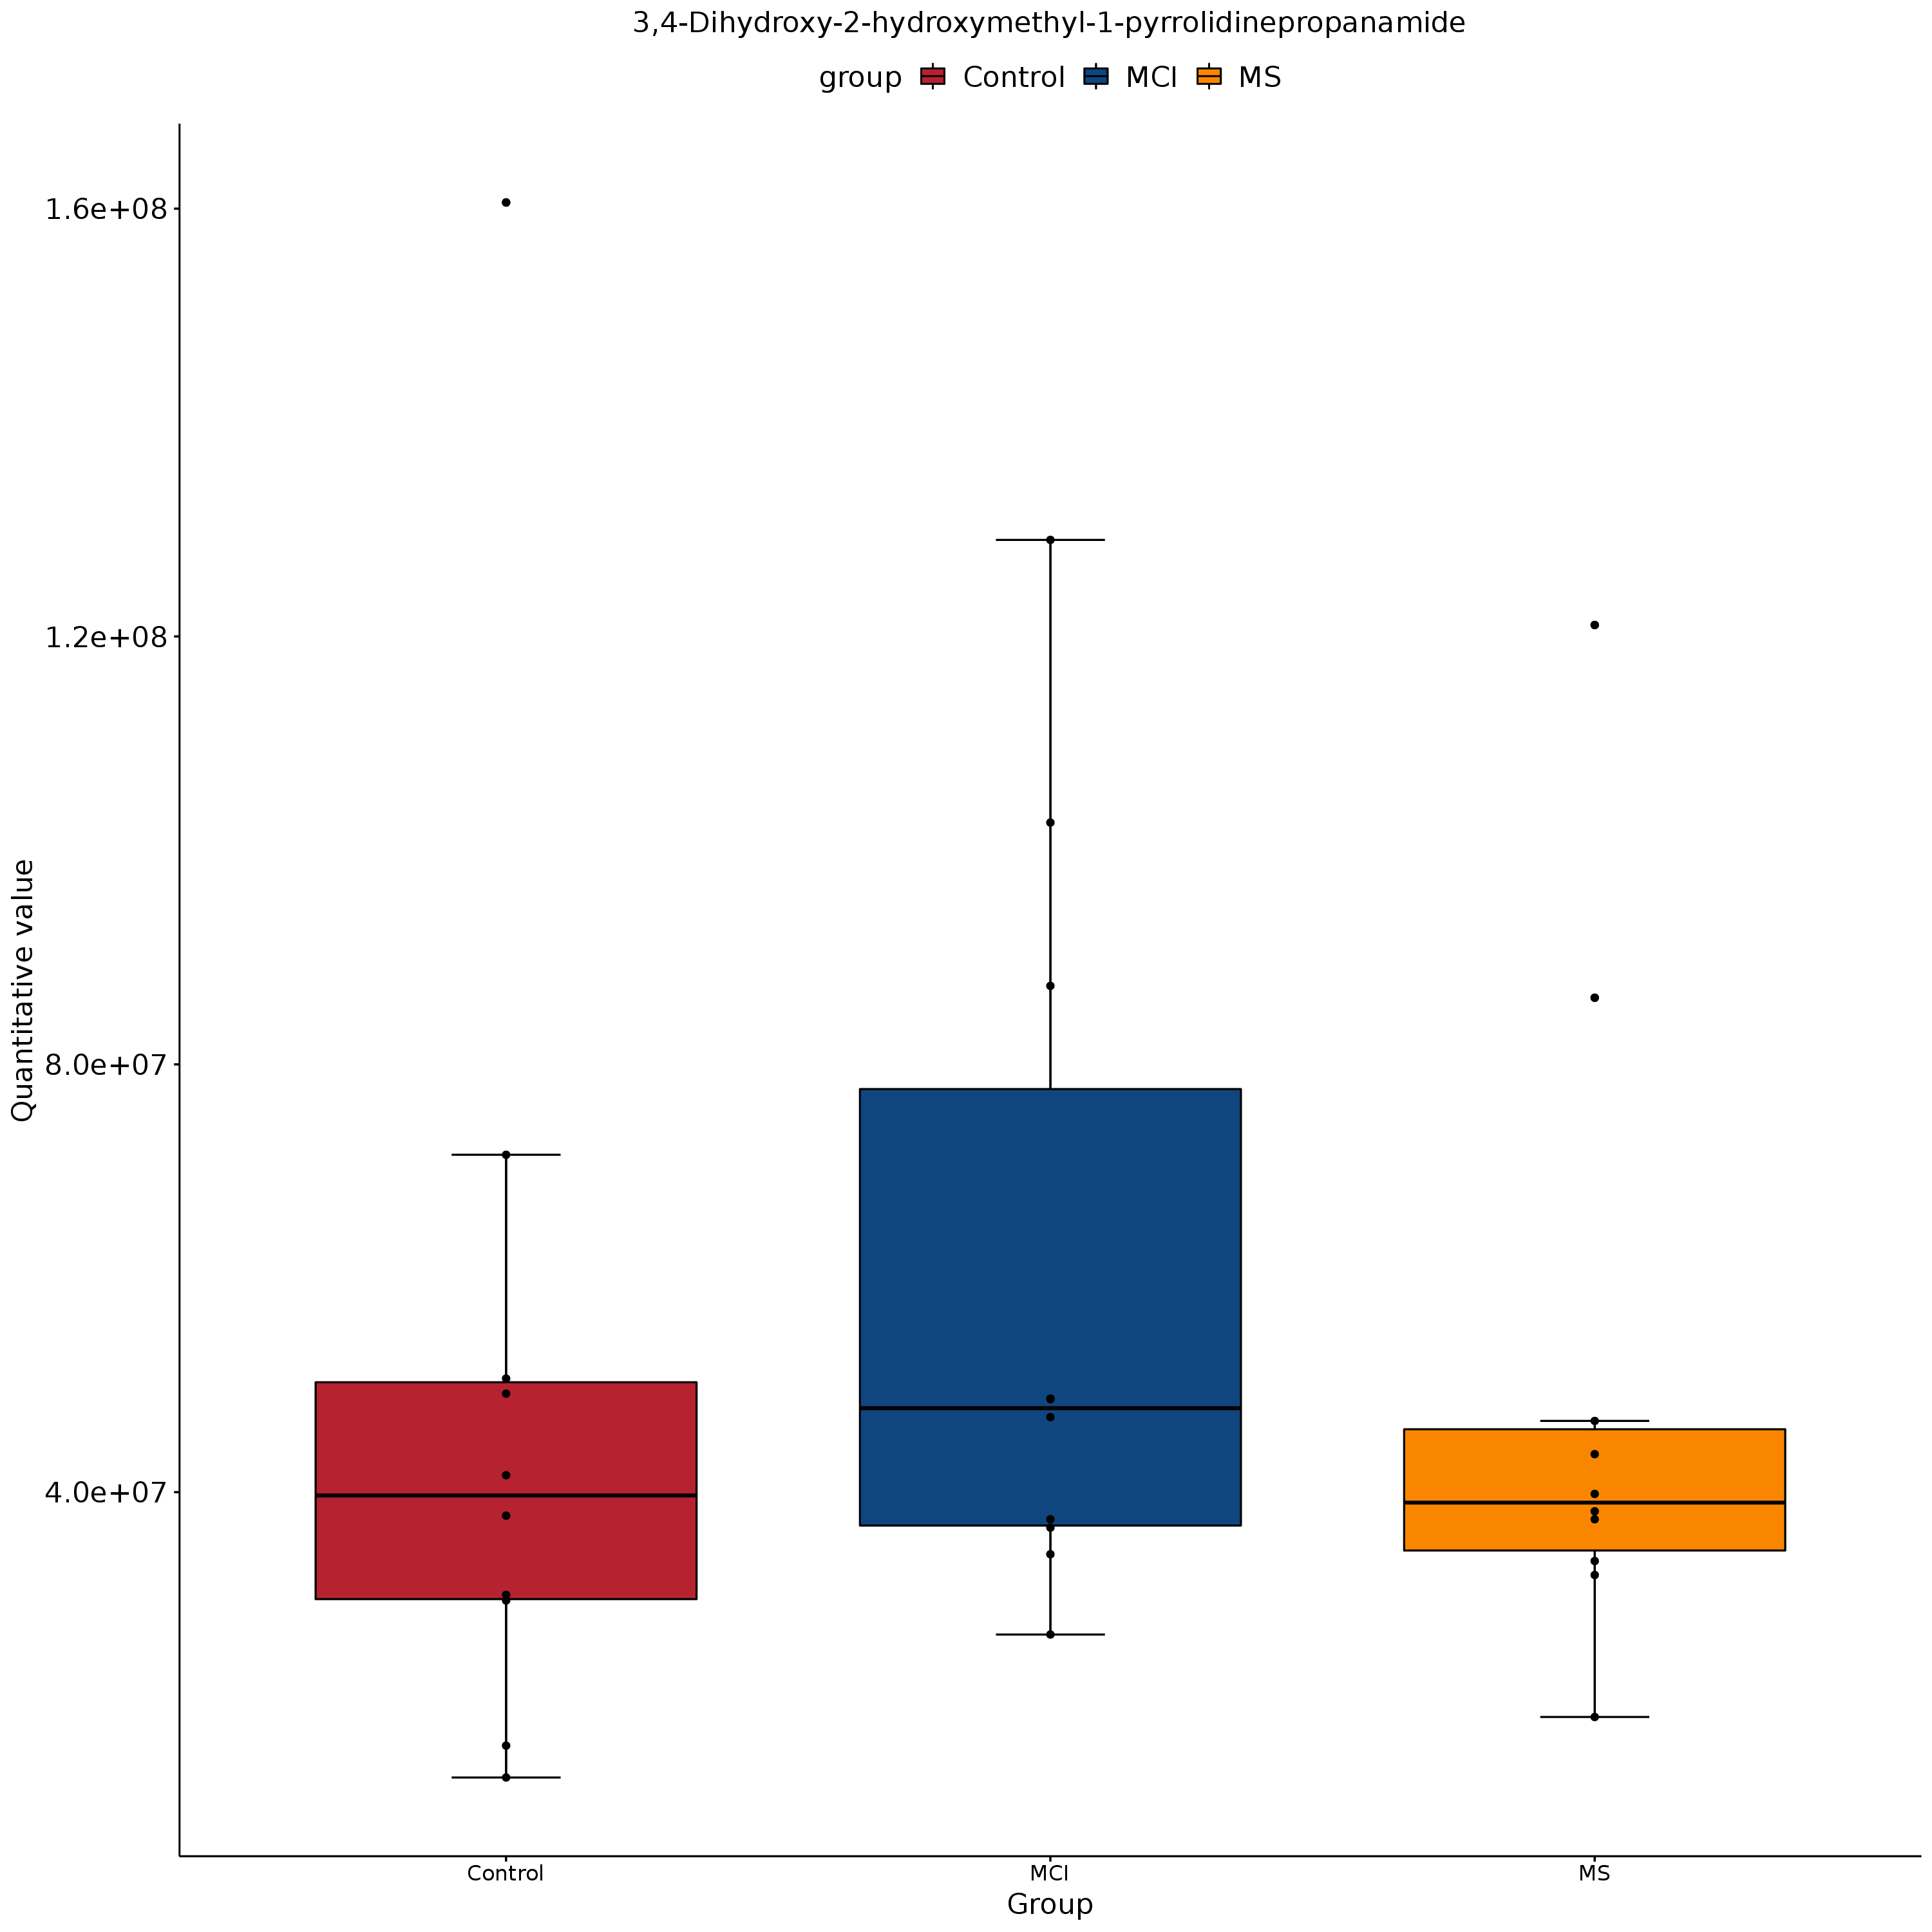 3,4-Dihydroxy-2-hydroxymethyl-1-pyrrolidinepropanamide
group Control MCI MS
Quantitative value
1.6e+08
1.2e+08
8.0e+07
4.0e+07
Control MCI MS
Group